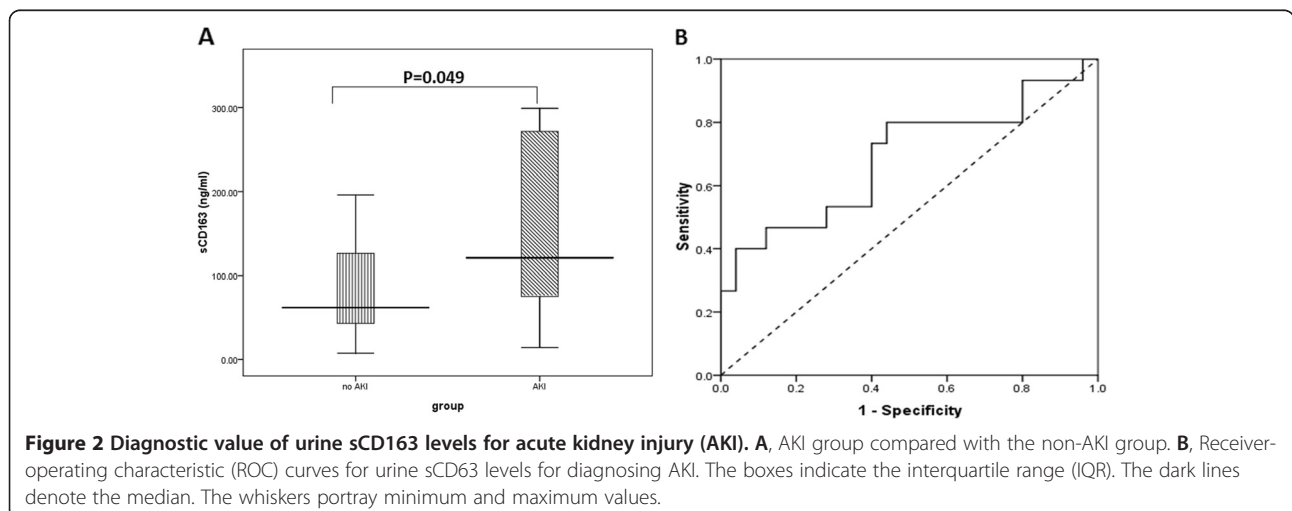 A
P=0.049
300.00
200.00
100.00
0.00
sCD163 (ng/ml)
no AKI
AKI
group
B
1.0
0.8
0.6
0.4
0.2
0.0
Sensitivity
0.0
0.2
0.4
0.6
0.8
1.0
1 - Specificity
Figure 2 Diagnostic value of urine sCD163 levels for acute kidney injury (AKI). A, AKI group compared with the non-AKI group. B, Receiver-
operating characteristic (ROC) curves for urine sCD63 levels for diagnosing AKI. The boxes indicate the interquartile range (IQR). The dark lines
denote the median. The whiskers portray minimum and maximum values.